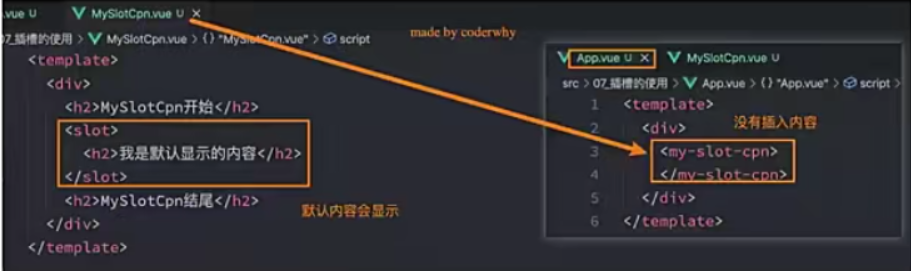 .vue U MySlotCpn.vue U ×
07_插槽的使用 > MySlotCpn.vue > {} "MySlotCpn.vue" > script
<template>
<div>
<h2>MySlotCpn开始</h2>
<slot>
<h2>我是默认显示的内容</h2>
</slot>
<h2>MySlotCpn结尾</h2>
</div>
</template>
默认内容会显示
made by coderwhy
App.vue U × MySlotCpn.vue U
src > 07_插槽的使用 > App.vue > {} "App.vue" > script >
1 <template>
2 <div>
没有插入内容
3 <my-slot-cpn>
4 </my-slot-cpn>
5 </div>
6 </template>